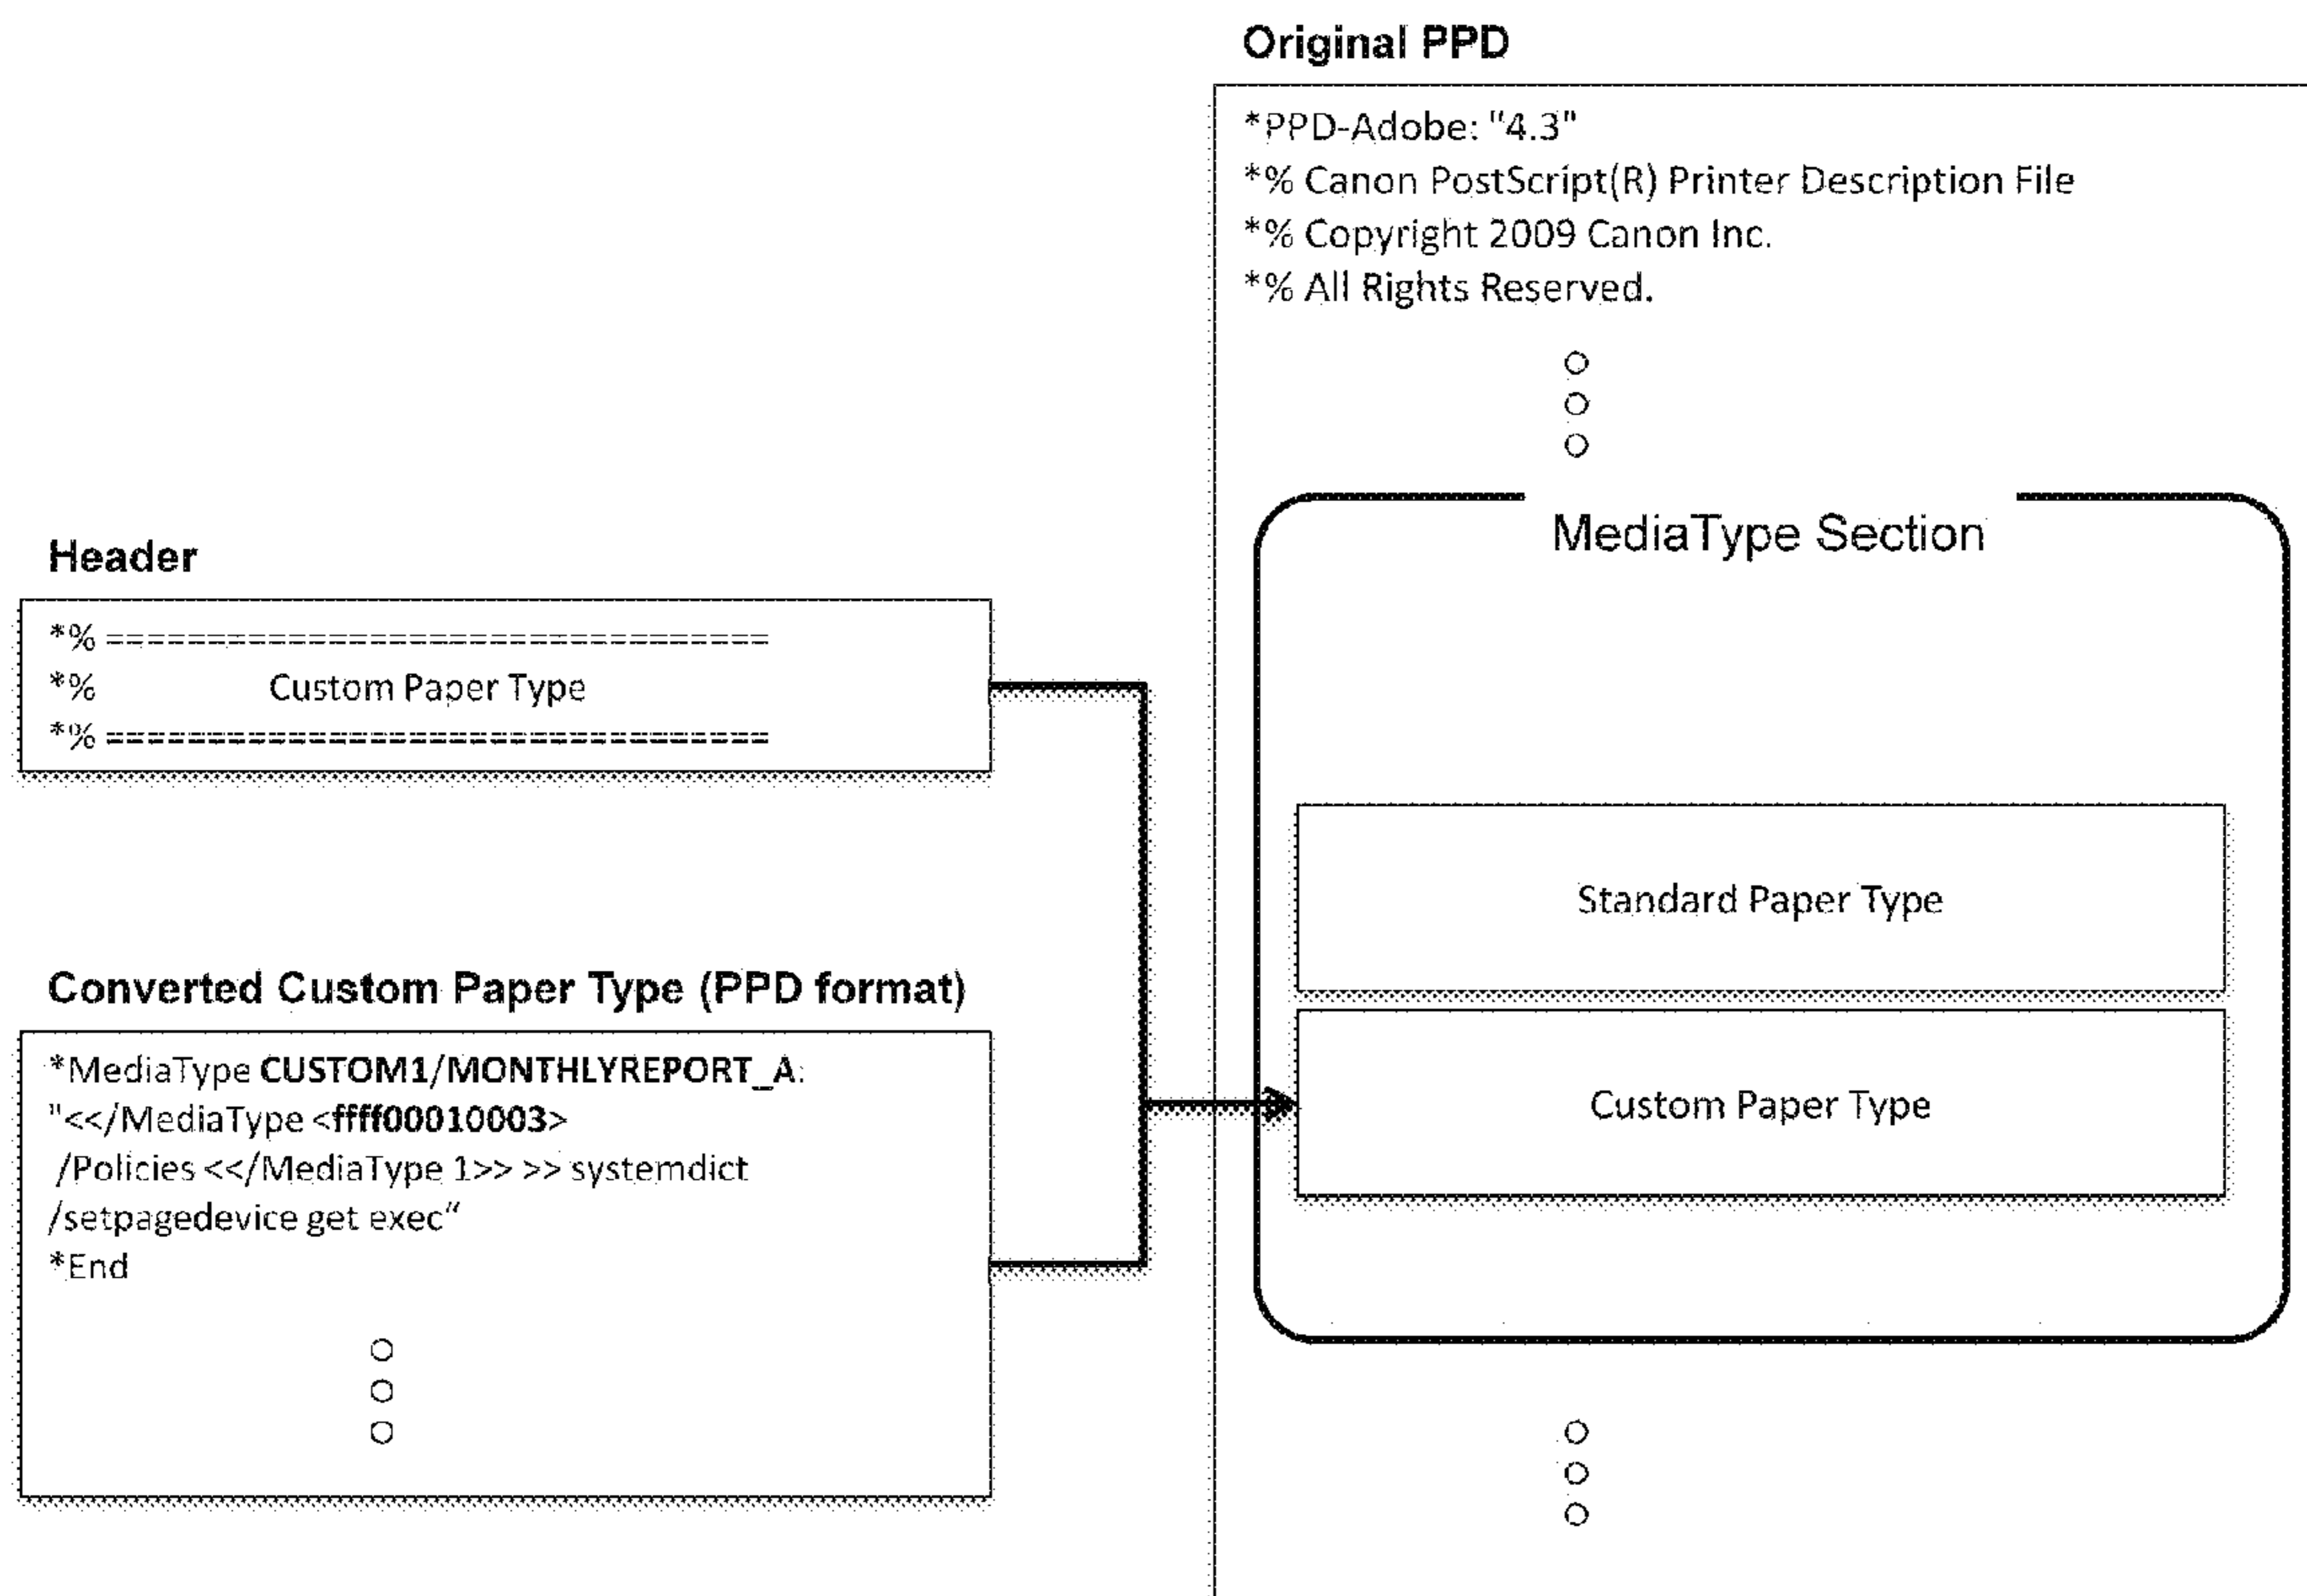 Original PPD
*PPD-Adobe: "4.3"
*% Canon PostScript(R) Printer Description File
*% Copyright 2009 Canon Inc.
*% All Rights Reserved.
MediaType Section
Header
*% =================================
*% Custom Paper Type
*% =================================
Standard Paper Type
Converted Custom Paper Type (PPD format)
*MediaType CUSTOM1/MONTHLYREPORT_A:
"<</MediaType <ffff00010003>
/Policies <</MediaType 1>> >> systemdict
/setpagedevice get exec“
*End
Custom Paper Type